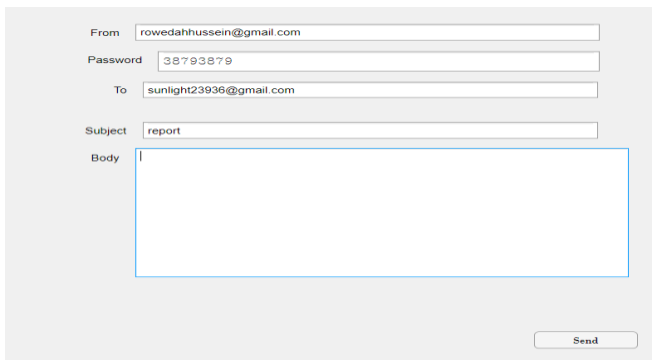 From rowedahhussein@gmail.com
Password 38793879
To sunlight23936@gmail.com
Subject report
Body
Send